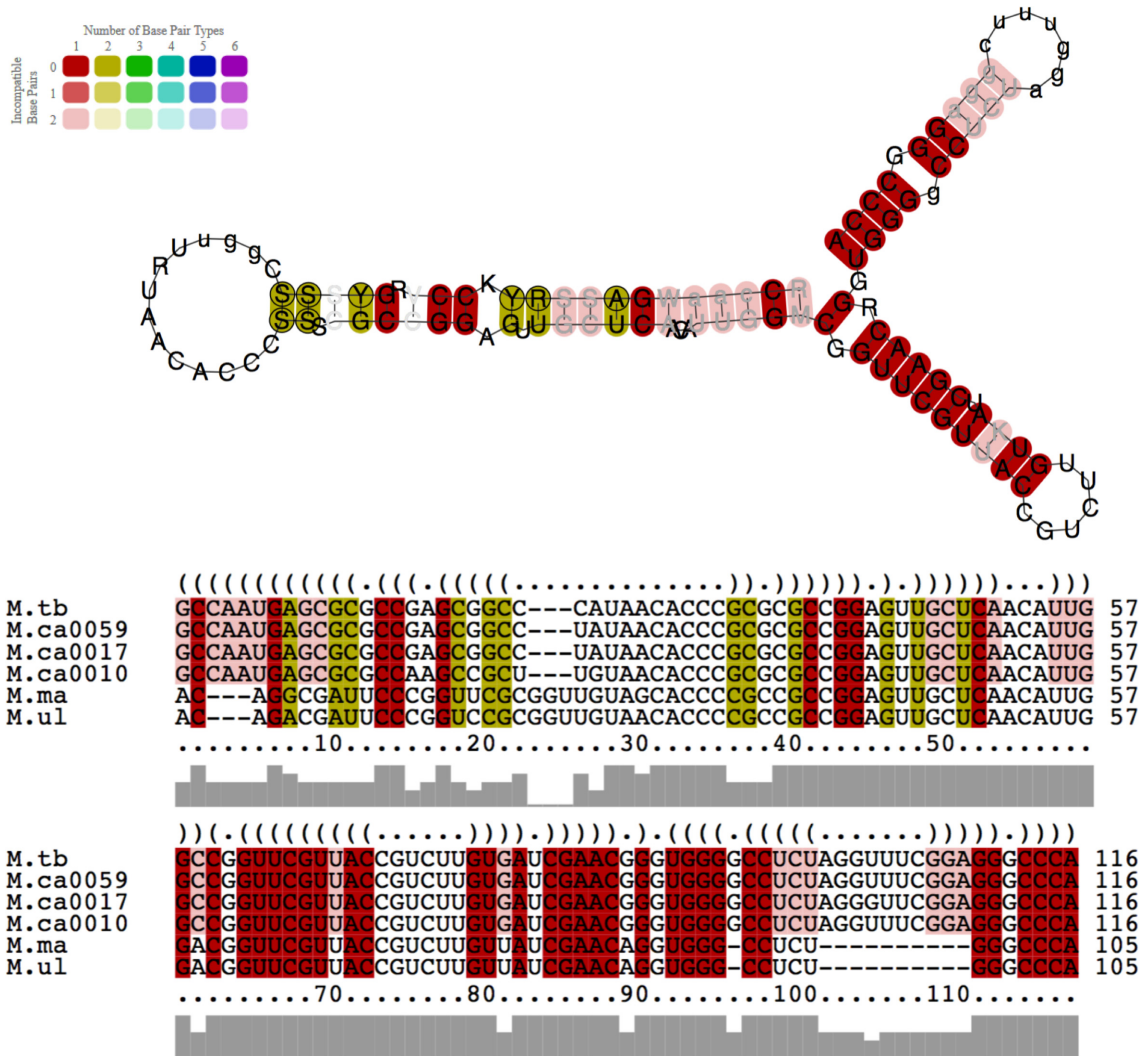 Number of Base Pair Types
1 2 3 4 5 6
Incompatible Base Pairs
0
1
2
((((((((((((.(((.(((((..............)).)))))).).))))))...)))
M.tb GCCAAUGAGCGCGCCGAGCGGCC---CAUAACACCCGCGCGCCGGAGUUGCUCAACAUUG 57
M.ca0059 GCCAAUGAGCGCGCCGAGCGGCC---UAUAACACCCGCGCGCCGGAGUUGCUCAACAUUG 57
M.ca0017 GCCAAUGAGCGCGCCGAGCGGCC---UAUAACACCCGCGCGCCGGAGUUGCUCAACAUUG 57
M.ca0010 GCCAAUGAGCGCGCCAAGCCGCU---UGUAACACCCGCGCGCCGGAGUUGCUCAACAUUG 57
M.ma AC---AGGCGAUUCCCGGUUCGCGGUUGUAGCACCCCGCCGCCGGAGUUGCUCAACAUUG 57
M.ul AC---AGACGAUUCCCGGUCCGCGGUUGUAACACCCCGCCGCCGGAGUUGCUCAACAUUG 57
.........10........20........30........40........50.........
))(.(((((((((......)))).))))).).((((.(((((.......))))).))))
M.tb GCCGGUUCGUUACCGUCUUGUGAUCGAACGGGUGGGGCCUCUAGGUUUCGGAGGGCCCA 116
M.ca0059 GCCGGUUCGUUACCGUCUUGUGAUCGAACGGGUGGGGCCUCUAGGUUUCGGAGGGCCCA 116
M.ca0017 GCCGGUUCGUUACCGUCUUGUGAUCGAACGGGUGGGGCCUCUAGGGUUCGGAGGGCCCA 116
M.ca0010 GCCGGUUCGUUACCGUCUUGUGAUCGAACGGGUGGGGCCUCUAGGUUUCGGAGGGCCCA 116
M.ma GACGGUUCGUUACCGUCUUGUUAUCGAACAGGUGGG-CCUCU----------GGGCCCA 105
M.ul GACGGUUCGUUACCGUCUUGUUAUCGAACAGGUGGG-CCUCU----------GGGCCCA 105
.........70........80........90........100.......110.......